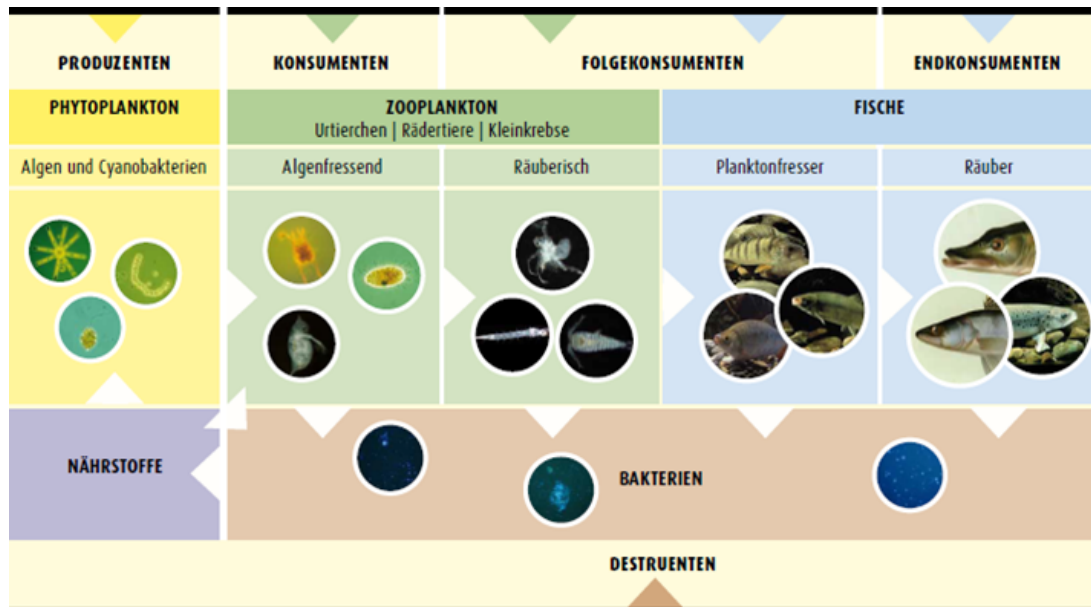 PRODUZENTEN
KONSUMENTEN
FOLGEKONSUMENTEN
ENDKONSUMENTEN
PHYTOPLANKTON
ZOOPLANKTON
Urtierchen | Rädertiere | Kleinkrebse
FISCHE
Algen und Cyanobakterien
Algenfressend
Räuberisch
Planktonfresser
Räuber
NÄHRSTOFFE
BAKTERIEN
DESTRUENTEN